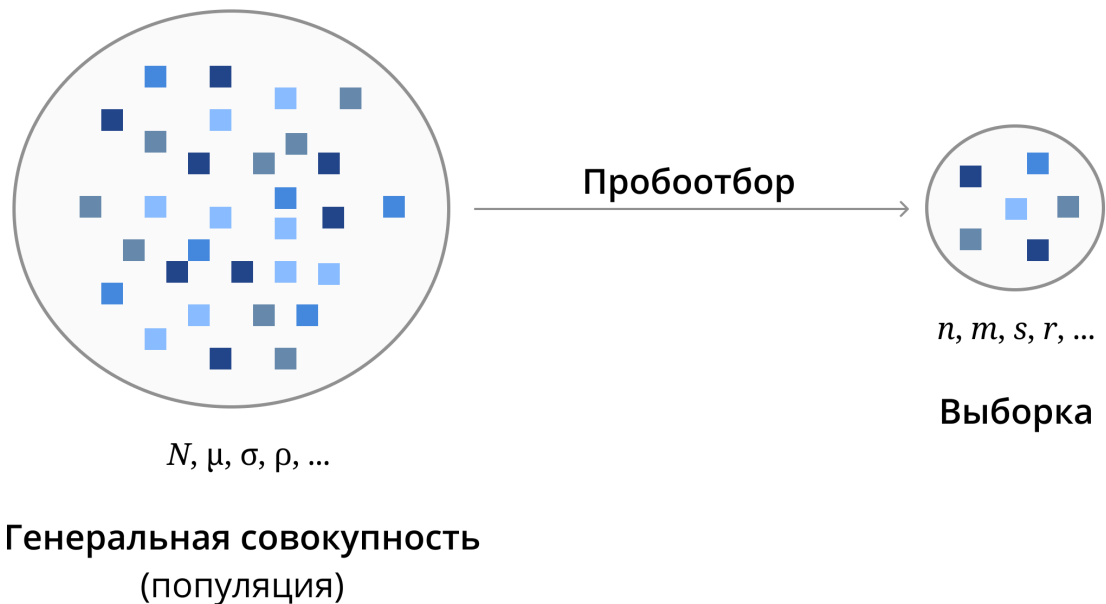 Пробоотбор
n, m, s, r, ...
Выборка
N, μ, σ, ρ, ...
Генеральная совокупность
(популяция)